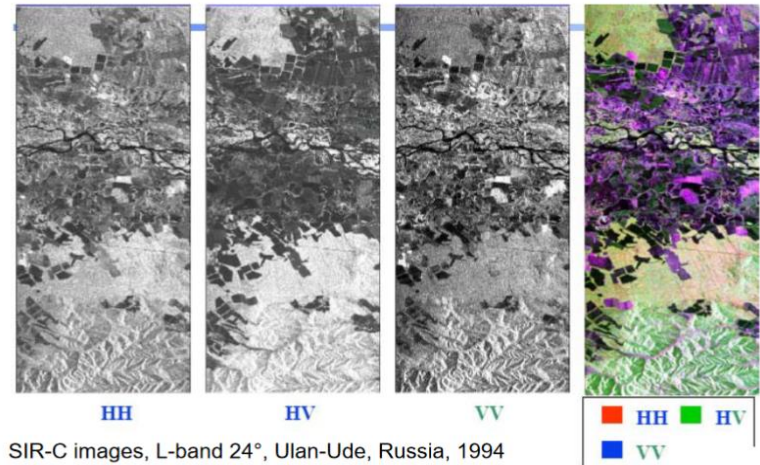 HH HV VV
HH HV
VV
SIR-C images, L-band 24°, Ulan-Ude, Russia, 1994